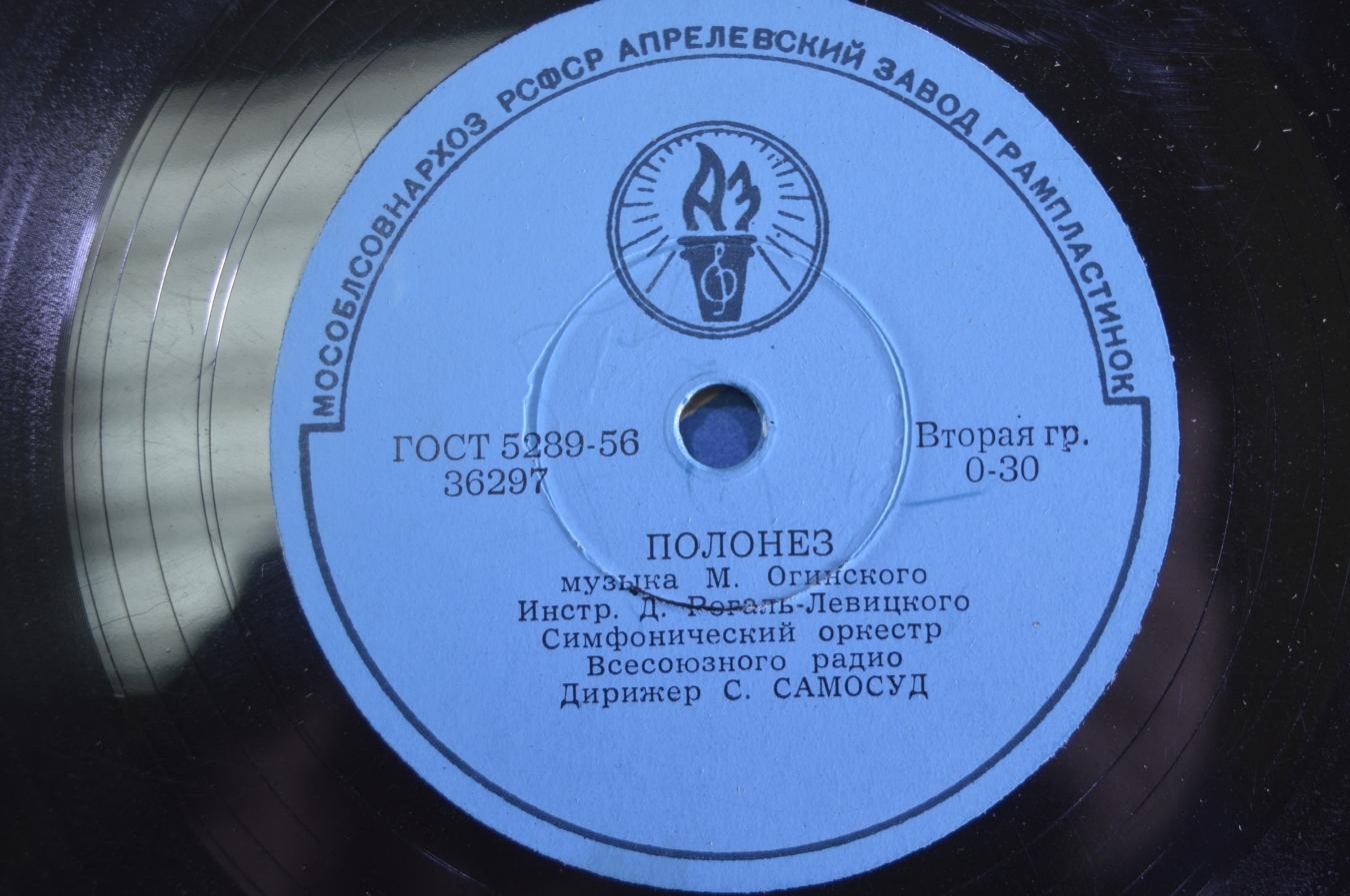 МОСОБЛСОВНАРХОЗ РСФСР АПРЕЛЕВСКИЙ ЗАВОД ГРАМПЛАСТИНОК
АЗ
ГОСТ 5289-56
36297
Вторая гр.
0-30
ПОЛОНЕЗ
музыка М. Огинского
Инстр. Д. Рогаль-Левицкого
Симфонический оркестр
Всесоюзного радио
Дирижер С. САМОСУД